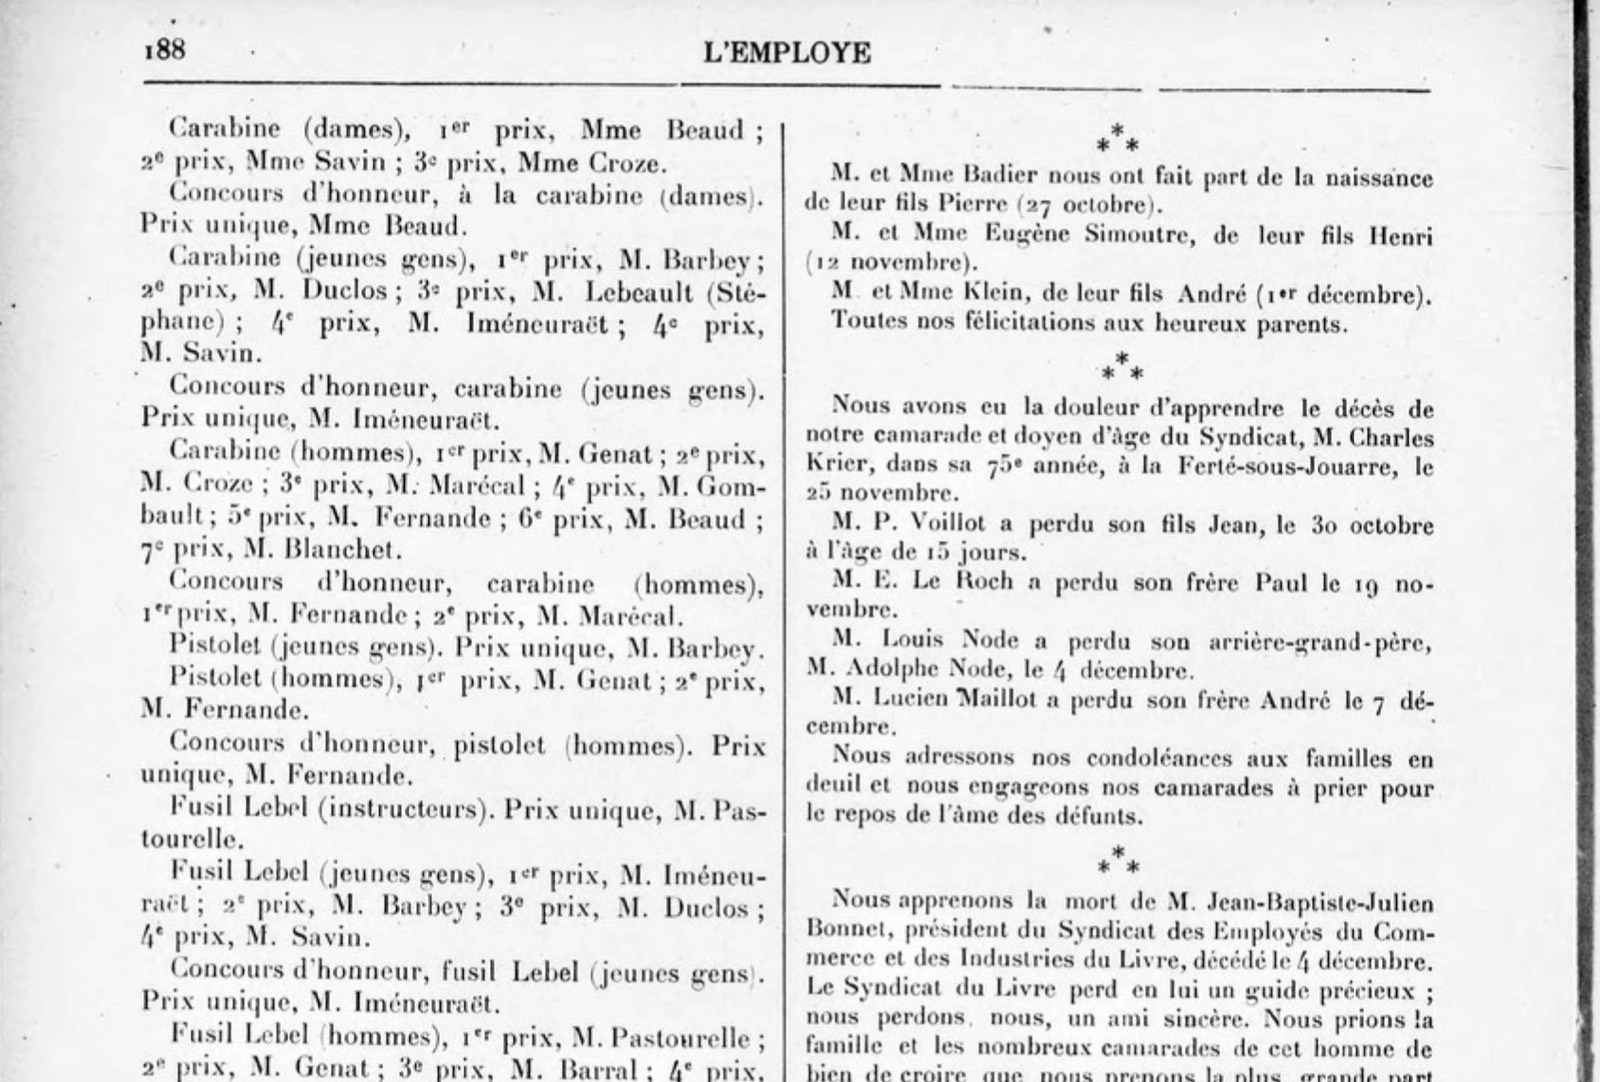 188
L'EMPLOYE
Carabine (dames), 1er prix, Mme Beaud ;
2e prix, Mme Savin ; 3e prix, Mme Croze.
Concours d'honneur, à la carabine (dames).
Prix unique, Mme Beaud.
Carabine (jeunes gens), 1er prix, M. Barbey ;
2e prix, M. Duclos ; 3e prix, M. Lebeault (Sté-
phane) ; 4e prix, M. Iméneuraët ; 4e prix,
M. Savin.
Concours d'honneur, carabine (jeunes gens).
Prix unique, M. Iméneuraët.
Carabine (hommes), 1er prix, M. Genat ; 2e prix,
M. Croze ; 3e prix, M. Marécal ; 4e prix, M. Gom-
bault ; 5e prix, M. Fernande ; 6e prix, M. Beaud ;
7e prix, M. Blanchet.
Concours d'honneur, carabine (hommes),
1er prix, M. Fernande ; 2e prix, M. Marécal.
Pistolet (jeunes gens). Prix unique, M. Barbey.
Pistolet (hommes), 1er prix, M. Genat ; 2e prix,
M. Fernande.
Concours d'honneur, pistolet (hommes). Prix
unique, M. Fernande.
Fusil Lebel (instructeurs). Prix unique, M. Pas-
tourelle.
Fusil Lebel (jeunes gens), 1er prix, M. Iméneu-
raët ; 2e prix, M. Barbey ; 3e prix, M. Duclos ;
4e prix, M. Savin.
Concours d'honneur, fusil Lebel (jeunes gens).
Prix unique, M. Iméneuraët.
Fusil Lebel (hommes), 1er prix, M. Pastourelle ;
2e prix, M. Genat ; 3e prix, M. Barral ; 4e prix,
* * *
M. et Mme Badier nous ont fait part de la naissance
de leur fils Pierre (27 octobre).
M. et Mme Eugène Simoutre, de leur fils Henri
(12 novembre).
M et Mme Klein, de leur fils André (1er décembre).
Toutes nos félicitations aux heureux parents.
* * *
Nous avons eu la douleur d'apprendre le décès de
notre camarade et doyen d'âge du Syndicat, M. Charles
Krier, dans sa 75e année, à la Ferté-sous-Jouarre, le
25 novembre.
M. P. Voillot a perdu son fils Jean, le 30 octobre
à l'âge de 15 jours.
M. E. Le Roch a perdu son frère Paul le 19 no-
vembre.
M. Louis Node a perdu son arrière-grand-père,
M. Adolphe Node, le 4 décembre.
M. Lucien Maillot a perdu son frère André le 7 dé-
cembre.
Nous adressons nos condoléances aux familles en
deuil et nous engageons nos camarades à prier pour
le repos de l'âme des défunts.
* * *
Nous apprenons la mort de M. Jean-Baptiste-Julien
Bonnet, président du Syndicat des Employés du Com-
merce et des Industries du Livre, décédé le 4 décembre.
Le Syndicat du Livre perd en lui un guide précieux ;
nous perdons, nous, un ami sincère. Nous prions la
famille et les nombreux camarades de cet homme de
bien de croire que nous prenons la plus grande part